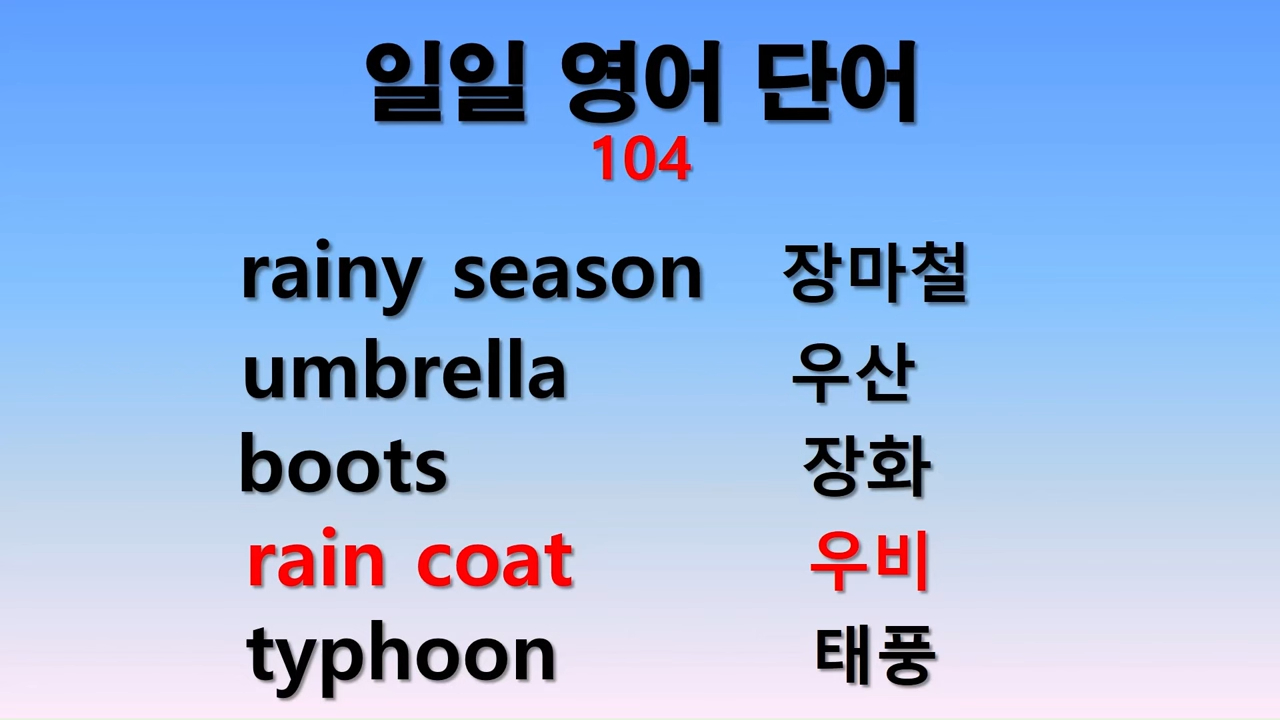 일일 영어 단어
104
rainy season 장마철
umbrella 우산
boots 장화
rain coat 우비
typhoon 태풍